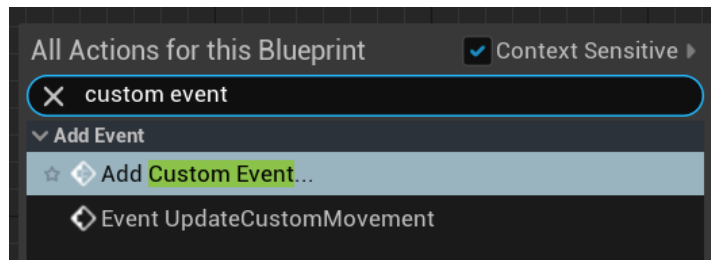 All Actions for this Blueprint Context Sensitive
custom event
Add Event
Add Custom Event...
Event UpdateCustomMovement